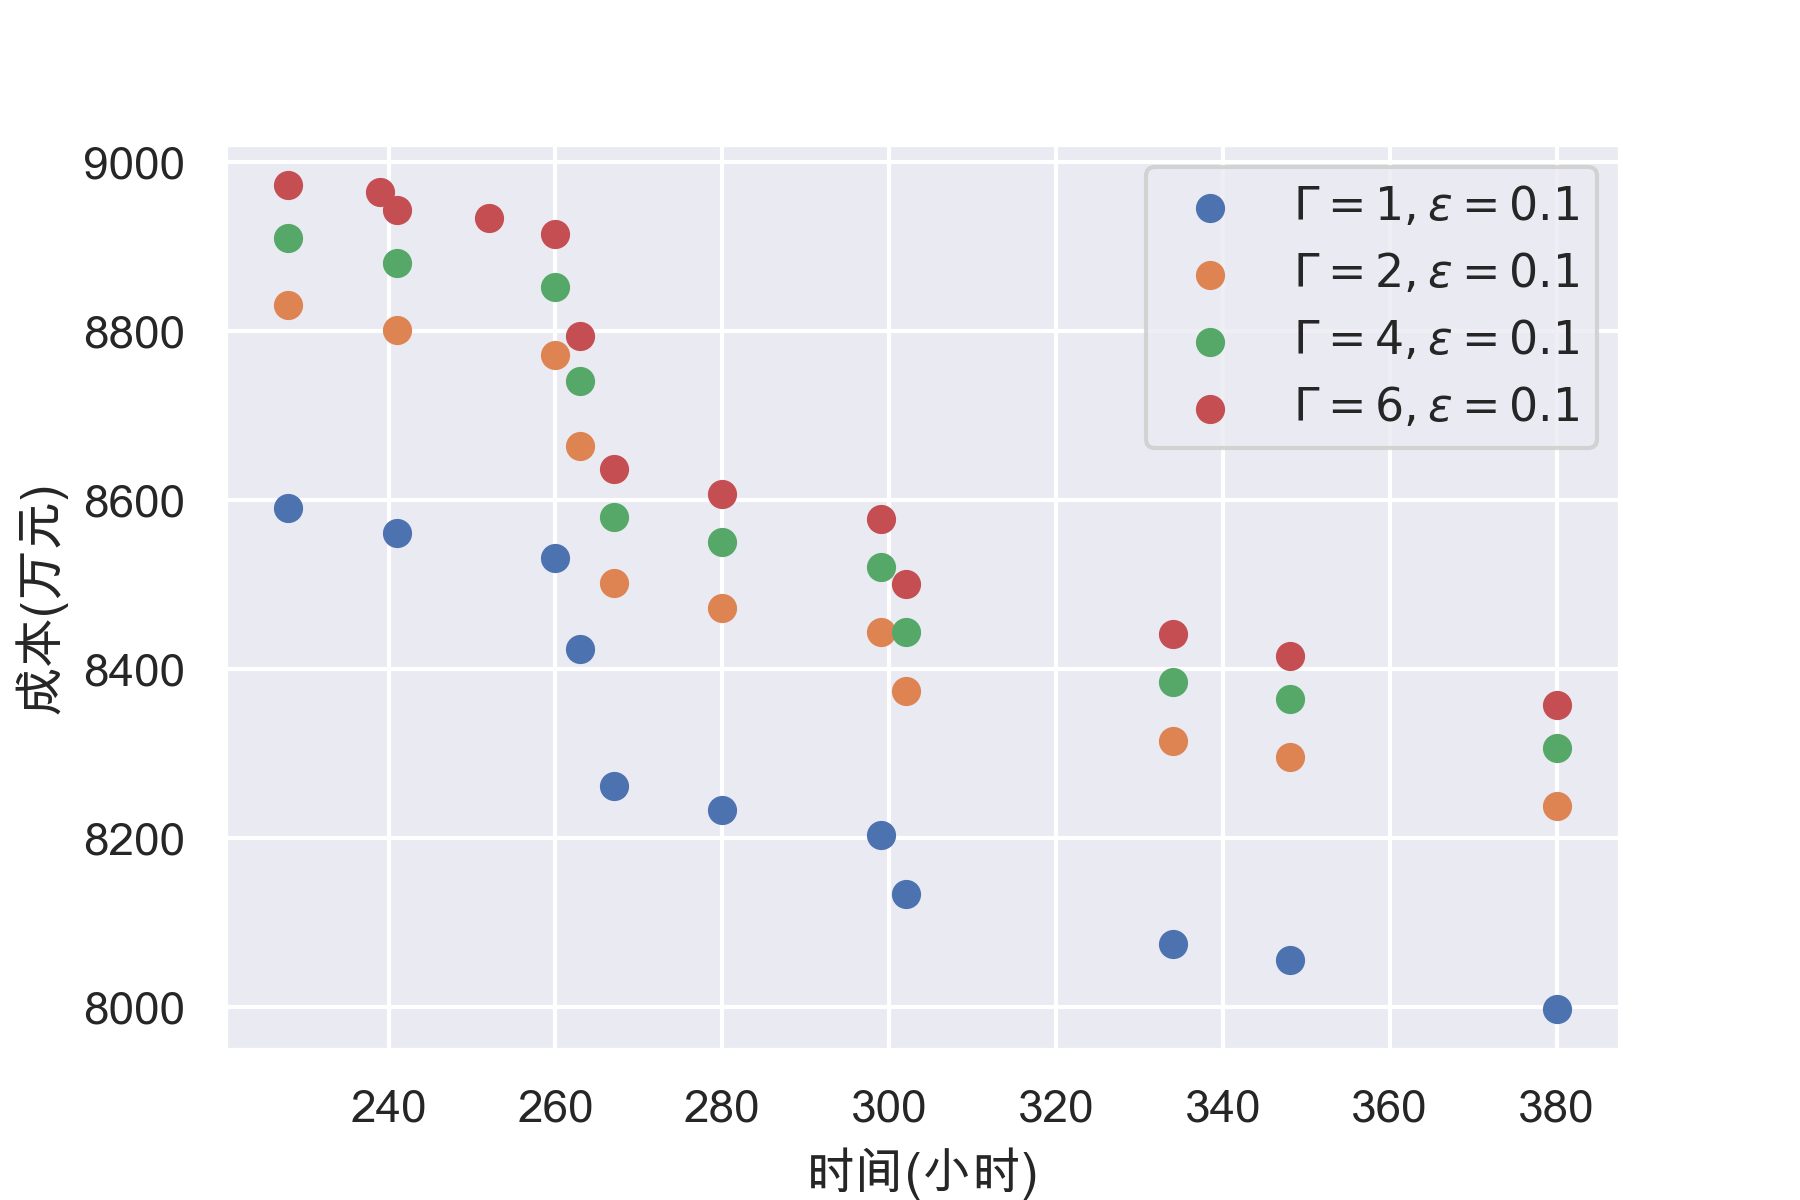 9000
8800
8600
8400
8200
8000
成本(万元)
Γ = 1, ε = 0.1
Γ = 2, ε = 0.1
Γ = 4, ε = 0.1
Γ = 6, ε = 0.1
240 260 280 300 320 340 360 380
时间(小时)